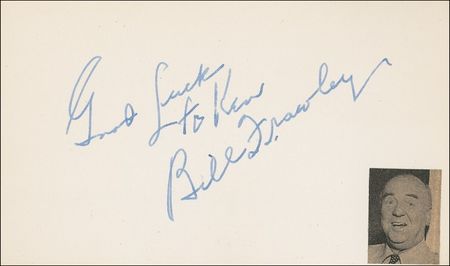 Good Luck
to Ken
Bill Frawley